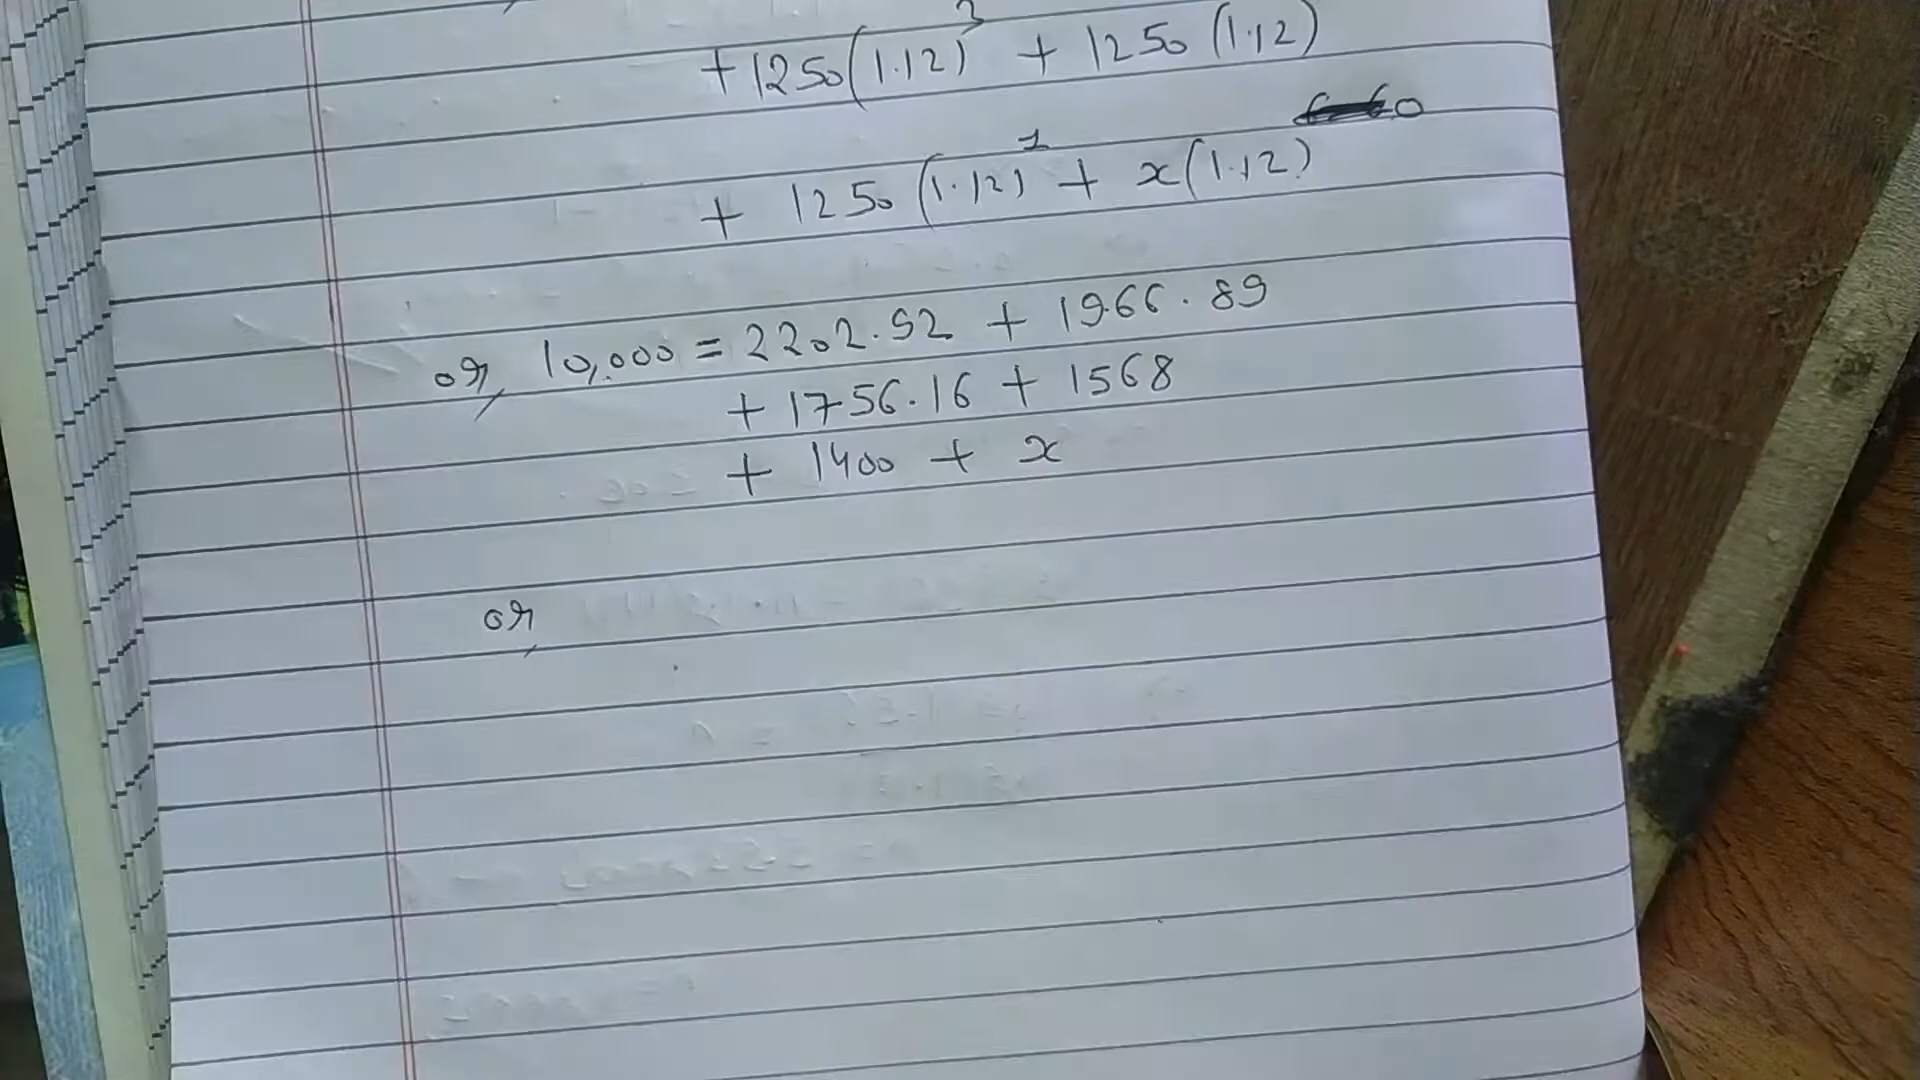 +1250(1.12)³ + 1250 (1.12)
+ 1250 (1.12)¹ + x(1.12)⁰
or, 10,000 = 2202.92 + 1966.89
+ 1756.16 + 1568
+ 1400 + x
or,